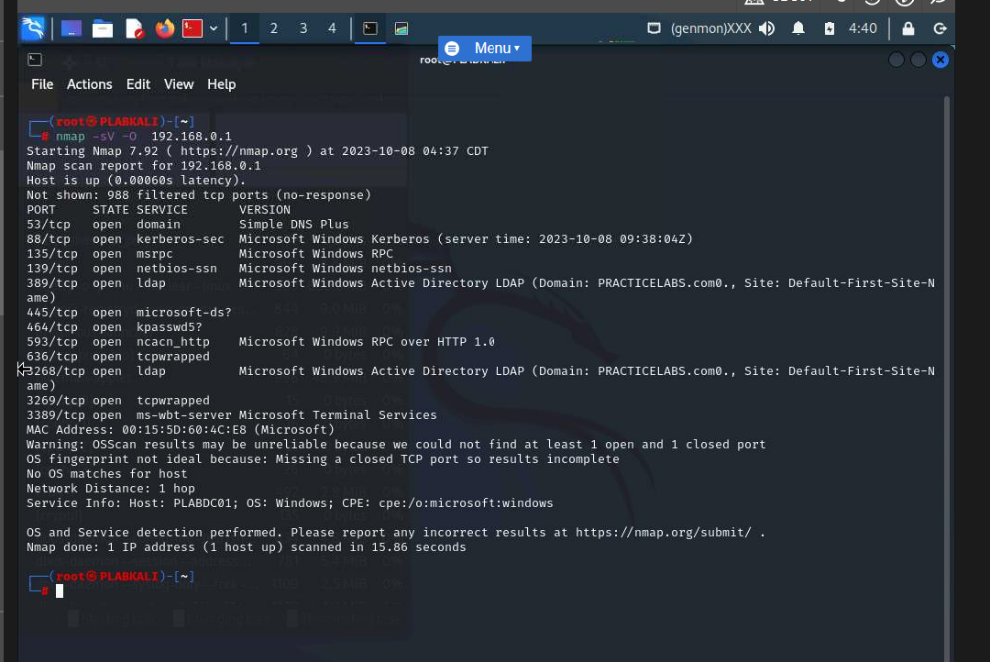 1 2 3 4 (genmon)XXX 4:40
Menu
File Actions Edit View Help
┌──(root㉿PLABKALI)-[~]
└─# nmap -sV -O 192.168.0.1
Starting Nmap 7.92 ( https://nmap.org ) at 2023-10-08 04:37 CDT
Nmap scan report for 192.168.0.1
Host is up (0.00060s latency).
Not shown: 988 filtered tcp ports (no-response)
PORT STATE SERVICE VERSION
53/tcp open domain Simple DNS Plus
88/tcp open kerberos-sec Microsoft Windows Kerberos (server time: 2023-10-08 09:38:04Z)
135/tcp open msrpc Microsoft Windows RPC
139/tcp open netbios-ssn Microsoft Windows netbios-ssn
389/tcp open ldap Microsoft Windows Active Directory LDAP (Domain: PRACTICELABS.com0., Site: Default-First-Site-N
ame)
445/tcp open microsoft-ds?
464/tcp open kpasswd5?
593/tcp open ncacn_http Microsoft Windows RPC over HTTP 1.0
636/tcp open tcpwrapped
3268/tcp open ldap Microsoft Windows Active Directory LDAP (Domain: PRACTICELABS.com0., Site: Default-First-Site-N
ame)
3269/tcp open tcpwrapped
3389/tcp open ms-wbt-server Microsoft Terminal Services
MAC Address: 00:15:5D:60:4C:E8 (Microsoft)
Warning: OSScan results may be unreliable because we could not find at least 1 open and 1 closed port
OS fingerprint not ideal because: Missing a closed TCP port so results incomplete
No OS matches for host
Network Distance: 1 hop
Service Info: Host: PLABDC01; OS: Windows; CPE: cpe:/o:microsoft:windows
OS and Service detection performed. Please report any incorrect results at https://nmap.org/submit/ .
Nmap done: 1 IP address (1 host up) scanned in 15.86 seconds
┌──(root㉿PLABKALI)-[~]
└─#